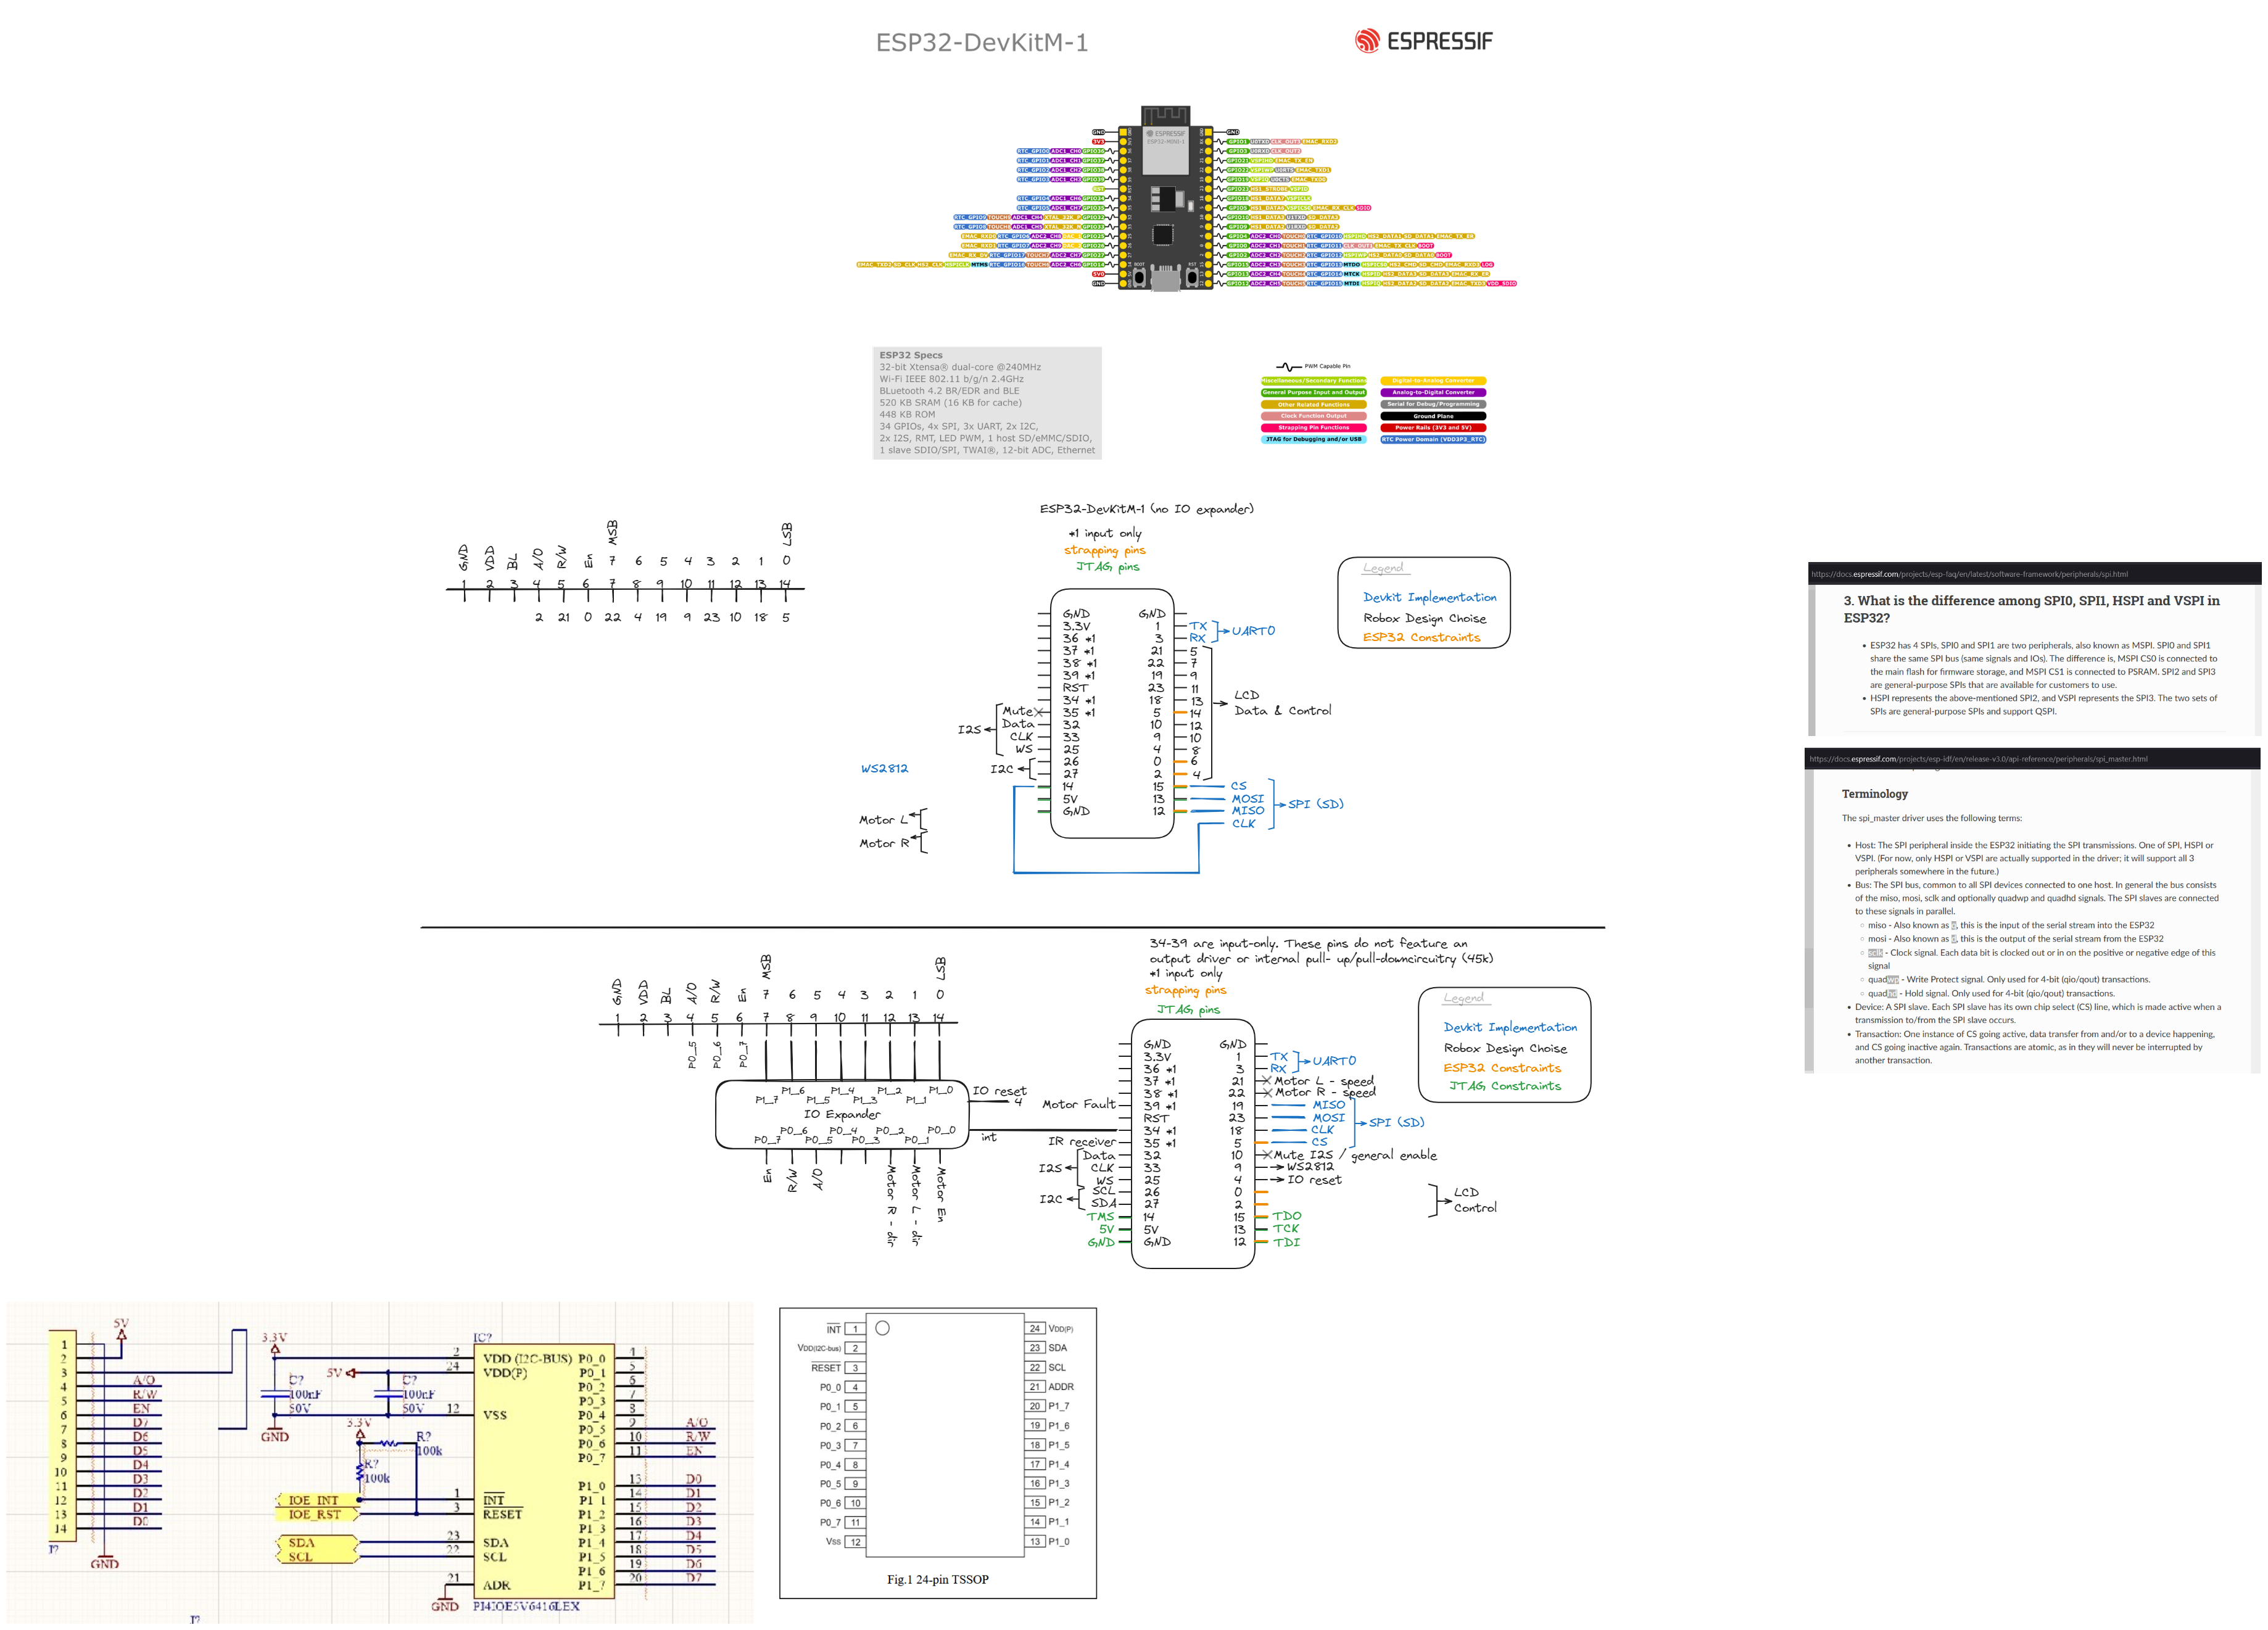 ESP32-DevKitM-1
ESPRESSIF
ESP32 Specs
32-bit Xtensa® dual-core @240MHz
Wi-Fi IEEE 802.11 b/g/n 2.4GHz
BLuetooth 4.2 BR/EDR and BLE
520 KB SRAM (16 KB for cache)
448 KB ROM
34 GPIOs, 4x SPI, 3x UART, 2x I2C,
2x I2S, RMT, LED PWM, 1 host SD/eMMC/SDIO,
1 slave SDIO/SPI, TWAI®, 12-bit ADC, Ethernet
PWM Capable Pin
Miscellaneous/Secondary Functions
Digital-to-Analog Converter
General Purpose Input and Output
Analog-to-Digital Converter
Other Related Functions
Serial for Debug/Programming
Clock Function Output
Ground Plane
Strapping Pin Functions
Power Rails (3V3 and 5V)
JTAG for Debugging and/or USB
RTC Power Domain (VDD3P3_RTC)
GND VDD BL A/O R/W En MSB LSB
7 6 5 4 3 2 1 0
1 2 3 4 5 6 7 8 9 10 11 12 13 14
2 21 0 22 4 19 9 23 10 18 5
ESP32-DevKitM-1 (no IO expander)
*1 input only
strapping pins
JTAG pins
GND GND
3.3V 1 TX
36 *1 3 RX
UART0
37 *1 21 5
38 *1 22 7
39 *1 19 9
RST 23 11
34 *1 18 13
Mute 35 *1 5 14
Data 32 10 12
CLK 33 9 10
WS 25 4 8
26 0 6
27 2 4
14 15 CS
5V 13 MOSI
GND 12 MISO
CLK
I2S
I2C
LCD
Data & Control
SPI (SD)
WS2812
Motor L
Motor R
Legend
Devkit Implementation
Robox Design Choise
ESP32 Constraints
https://docs.espressif.com/projects/esp-faq/en/latest/software-framework/peripherals/spi.html
3. What is the difference among SPI0, SPI1, HSPI and VSPI in
ESP32?
• ESP32 has 4 SPIs, SPI0 and SPI1 are two peripherals, also known as MSPI. SPI0 and SPI1
share the same SPI bus (same signals and IOs). The difference is, MSPI CS0 is connected to
the main flash for firmware storage, and MSPI CS1 is connected to PSRAM. SPI2 and SPI3
are general-purpose SPIs that are available for customers to use.
• HSPI represents the above-mentioned SPI2, and VSPI represents the SPI3. The two sets of
SPIs are general-purpose SPIs and support QSPI.
https://docs.espressif.com/projects/esp-idf/en/release-v3.0/api-reference/peripherals/spi_master.html
Terminology
The spi_master driver uses the following terms:
• Host: The SPI peripheral inside the ESP32 initiating the SPI transmissions. One of SPI, HSPI or
VSPI. (For now, only HSPI or VSPI are actually supported in the driver; it will support all 3
peripherals somewhere in the future.)
• Bus: The SPI bus, common to all SPI devices connected to one host. In general the bus consists
of the miso, mosi, sclk and optionally quadwp and quadhd signals. The SPI slaves are connected
to these signals in parallel.
miso - Also known as , this is the input of the serial stream into the ESP32
mosi - Also known as , this is the output of the serial stream from the ESP32
sclk - Clock signal. Each data bit is clocked out or in on the positive or negative edge of this
signal
quadwp - Write Protect signal. Only used for 4-bit (qio/qout) transactions.
quadhd - Hold signal. Only used for 4-bit (qio/qout) transactions.
• Device: A SPI slave. Each SPI slave has its own chip select (CS) line, which is made active when a
transmission to/from the SPI slave occurs.
• Transaction: One instance of CS going active, data transfer from and/or to a device happening,
and CS going inactive again. Transactions are atomic, as in they will never be interrupted by
another transaction.
GND VDD BL A/O R/W En MSB LSB
7 6 5 4 3 2 1 0
1 2 3 4 5 6 7 8 9 10 11 12 13 14
P0_5 P0_6 P0_7
P1_6 P1_4 P1_2 P1_0
P1_7 P1_5 P1_3 P1_1
IO Expander
P0_6 P0_4 P0_2 P0_0
P0_7 P0_5 P0_3 P0_1
IO reset
4
int
En R/W A/O Motor R - dir Motor L - dir Motor En
34-39 are input-only. These pins do not feature an
output driver or internal pull- up/pull-downcircuitry (45k)
*1 input only
strapping pins
JTAG pins
GND GND
3.3V 1 TX
36 *1 3 RX
UART0
37 *1 21 Motor L - speed
38 *1 22 Motor R - speed
Motor Fault 39 *1 19 MISO
RST 23 MOSI
34 *1 18 CLK
IR receiver 35 *1 5 CS
Data 32 10 Mute I2S / general enable
CLK 33 9 WS2812
WS 25 4 IO reset
SCL 26 0
SDA 27 2
TMS 14 15 TDO
5V 5V 13 TCK
GND GND 12 TDI
I2S
I2C
SPI (SD)
LCD
Control
Legend
Devkit Implementation
Robox Design Choise
ESP32 Constraints
JTAG Constraints
5V
1
2
3
4 A/O
5 R/W
6 EN
7 D7
8 D6
9 D5
10 D4
11 D3
12 D2
13 D1
14 D0
J?
GND
3.3V
5V
C?
100nF
50V
C?
100nF
50V
GND
3.3V
R?
100k
R?
100k
IOE_INT
IOE_RST
SDA
SCL
GND
IC?
2 VDD (I2C-BUS) P0_0 4
24 VDD(P) P0_1 5
P0_2 6
P0_3 7
12 VSS P0_4 8
P0_5 9 A/O
P0_6 10 R/W
P0_7 11 EN
P1_0 13 D0
1 INT P1_1 14 D1
3 RESET P1_2 15 D2
P1_3 16 D3
23 SDA P1_4 17 D4
22 SCL P1_5 18 D5
P1_6 19 D6
21 ADR P1_7 20 D7
PI4IOE5V6416LEX
J?
INT 1 24 VDD(P)
VDD(I2C-bus) 2 23 SDA
RESET 3 22 SCL
P0_0 4 21 ADDR
P0_1 5 20 P1_7
P0_2 6 19 P1_6
P0_3 7 18 P1_5
P0_4 8 17 P1_4
P0_5 9 16 P1_3
P0_6 10 15 P1_2
P0_7 11 14 P1_1
Vss 12 13 P1_0
Fig.1 24-pin TSSOP